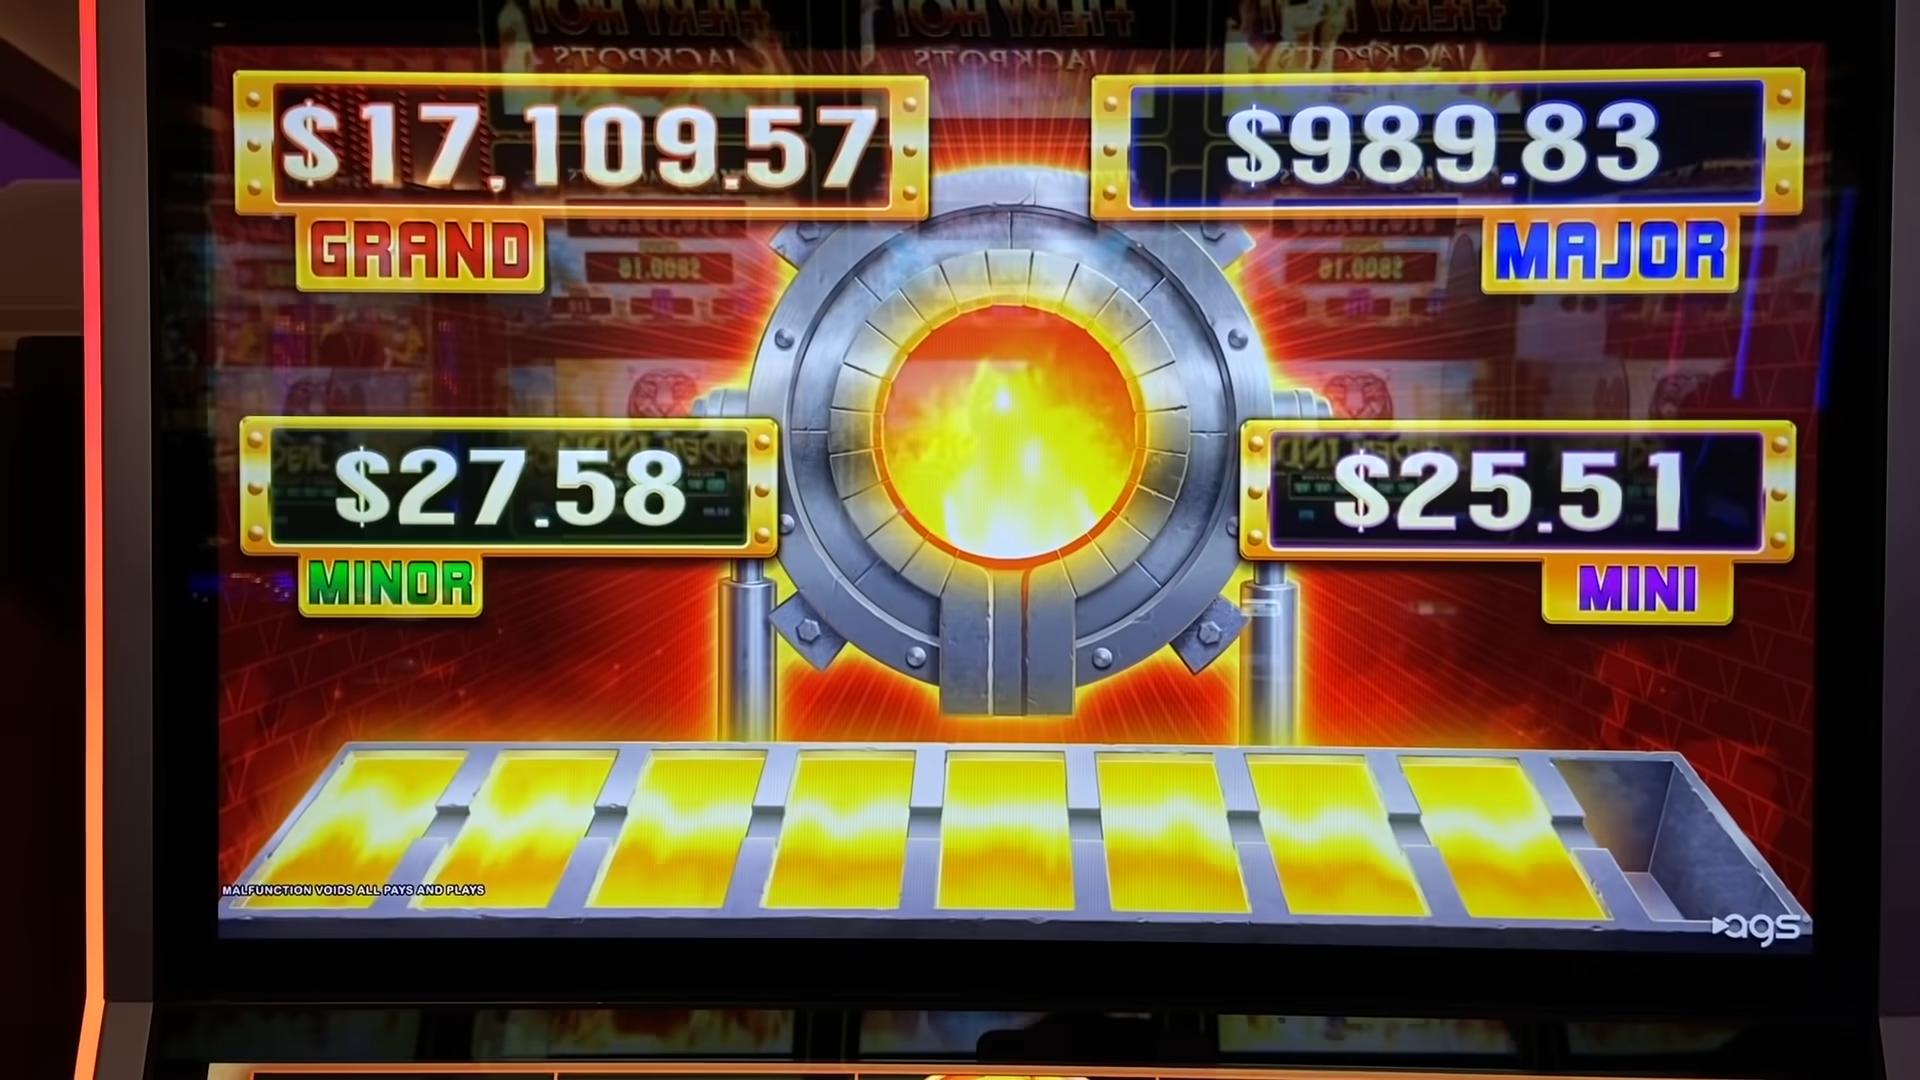 $17,109.57
GRAND
$989.83
MAJOR
$27.58
MINOR
$25.51
MINI
MALFUNCTION VOIDS ALL PAYS AND PLAYS
ags